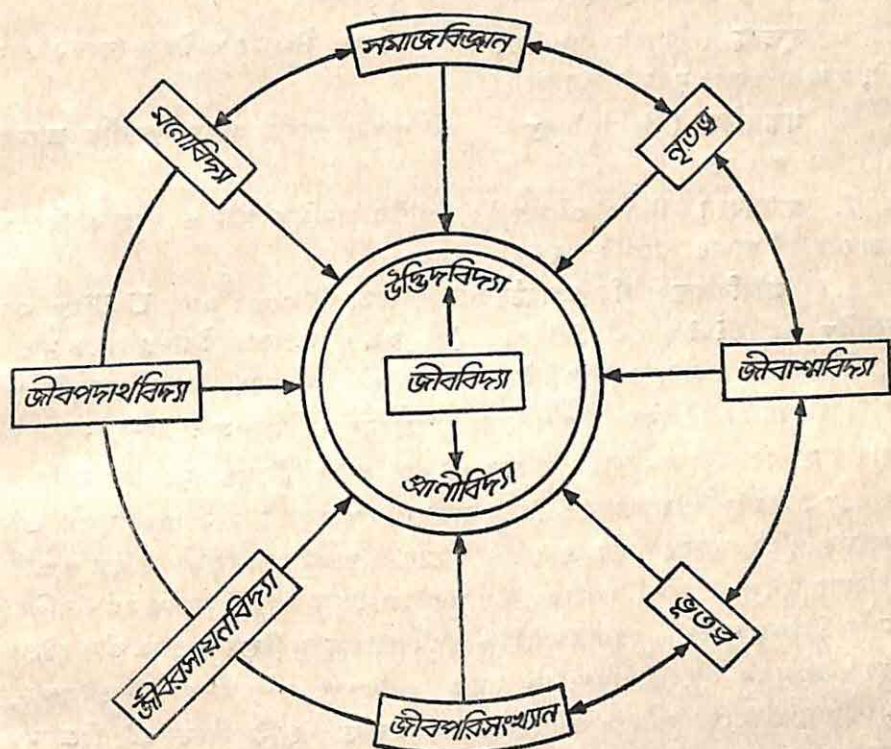 সমাজবিজ্ঞান
মনোবিদ্যা
নৃতত্ত্ব
উদ্ভিদবিদ্যা
জীবপদার্থবিদ্যা
জীববিদ্যা
জীবাশ্মবিদ্যা
প্রাণীবিদ্যা
জীবরসায়নবিদ্যা
ভূতত্ত্ব
জীবপরিসংখ্যান